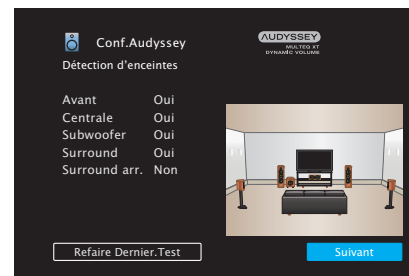 Conf.Audyssey
AUDYSSEY
MULTEQ XT
DYNAMIC VOLUME
Détection d'enceintes
Avant Oui
Centrale Oui
Subwoofer Oui
Surround Oui
Surround arr. Non
Refaire Dernier.Test
Suivant